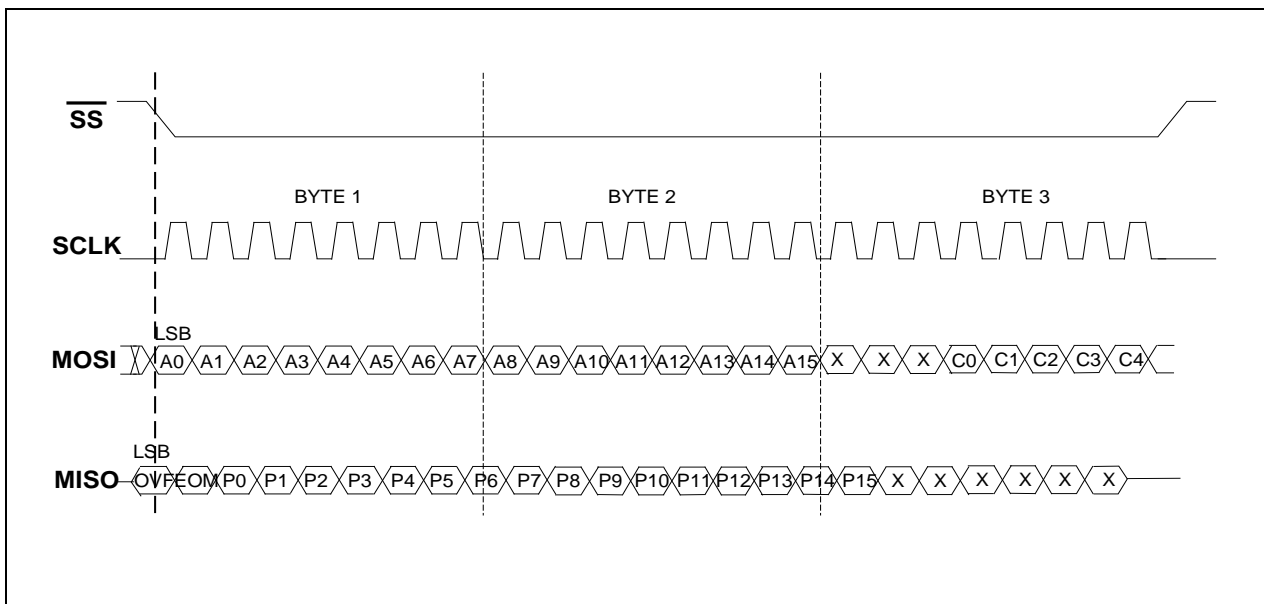 SS
BYTE 1 BYTE 2 BYTE 3
SCLK
LSB
MOSI A0 A1 A2 A3 A4 A5 A6 A7 A8 A9 A10 A11 A12 A13 A14 A15 X X X C0 C1 C2 C3 C4
LSB
MISO OVF EOM P0 P1 P2 P3 P4 P5 P6 P7 P8 P9 P10 P11 P12 P13 P14 P15 X X X X X X